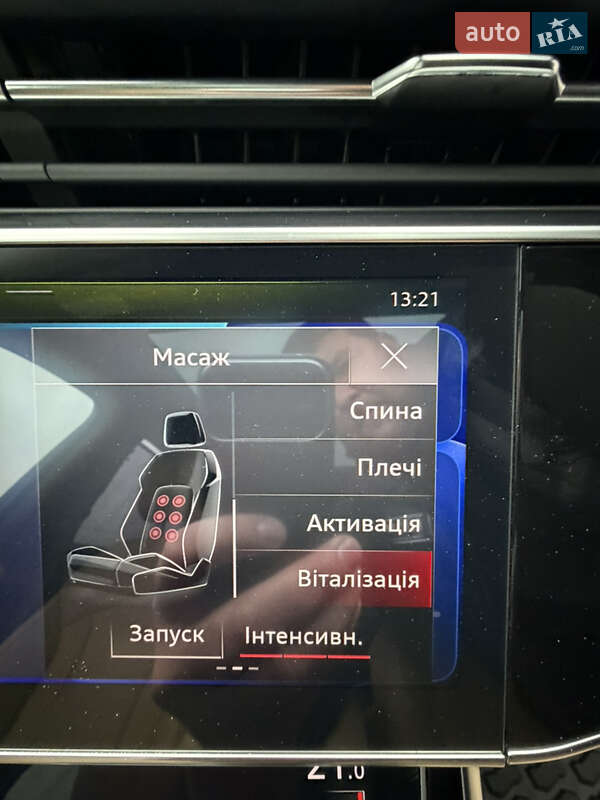 auto RIA .com
13:21
Масаж
Спина
Плечі
Активація
Віталізація
Запуск
Інтенсивн.
21.0